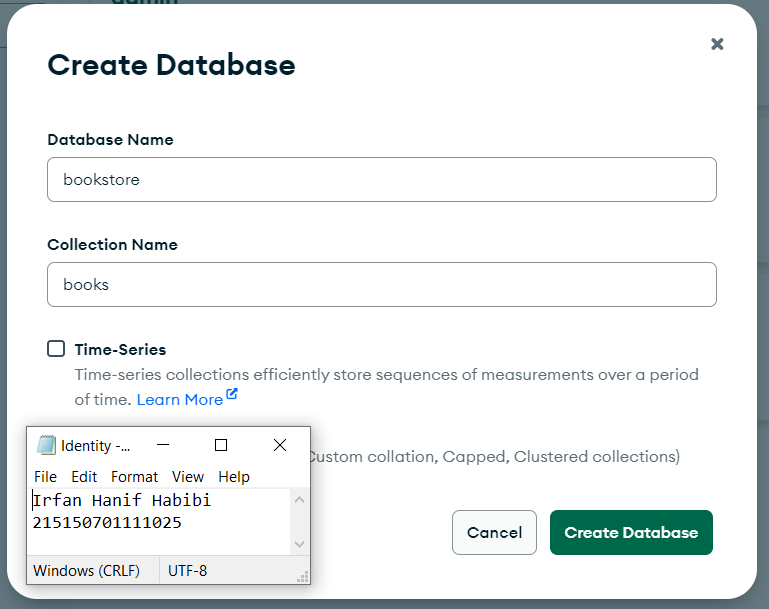 Create Database
Database Name
bookstore
Collection Name
books
Time-Series
Time-series collections efficiently store sequences of measurements over a period
of time. Learn More
Custom collation, Capped, Clustered collections)
Identity -...
File Edit Format View Help
Irfan Hanif Habibi
215150701111025
Windows (CRLF) UTF-8
Cancel Create Database